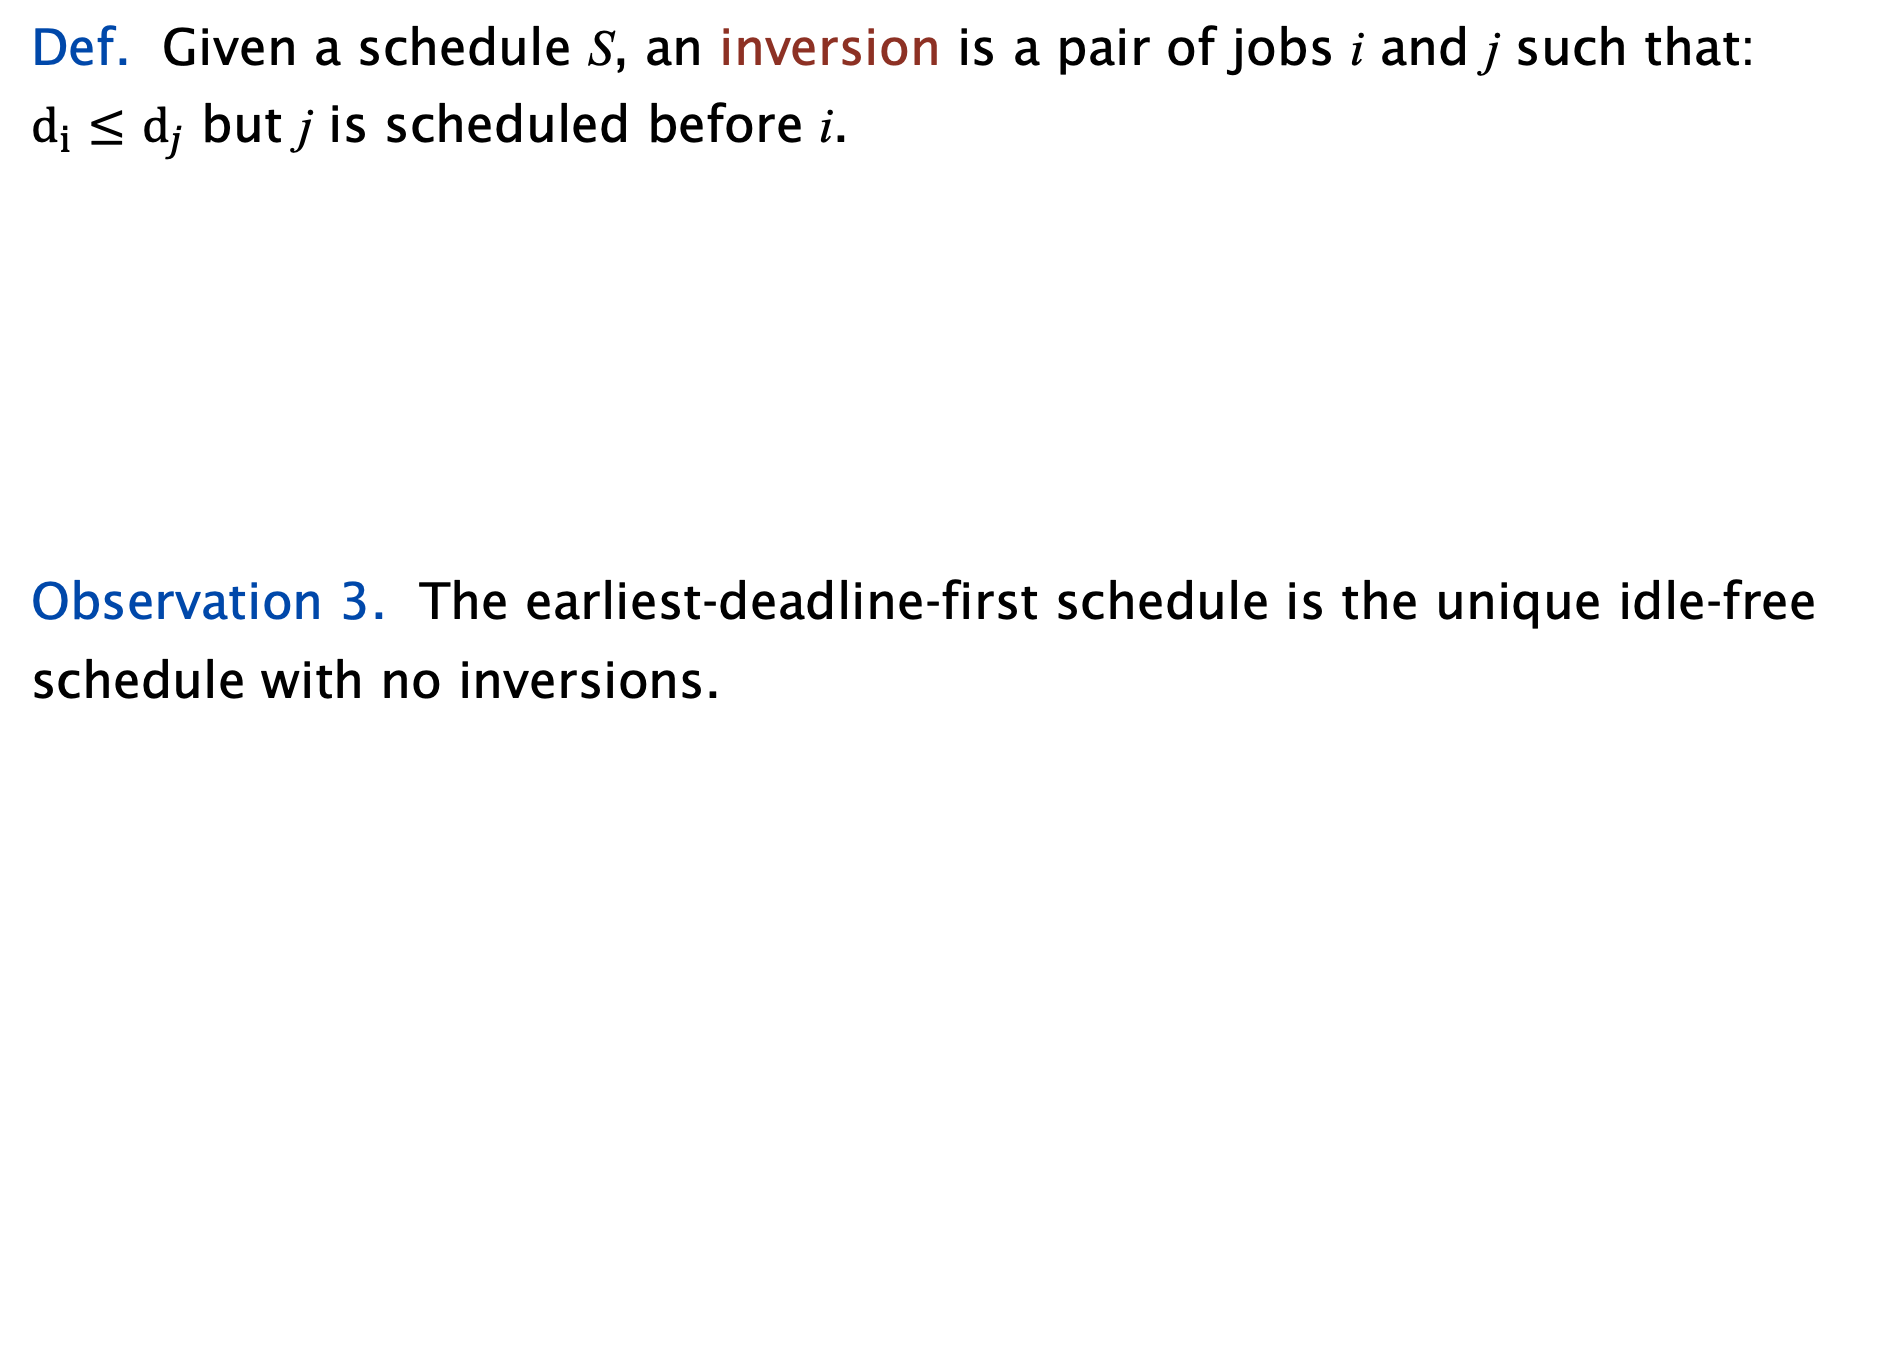 Def. Given a schedule S, an inversion is a pair of jobs i and j such that:
dᵢ ≤ dⱼ but j is scheduled before i.
Observation 3. The earliest-deadline-first schedule is the unique idle-free
schedule with no inversions.